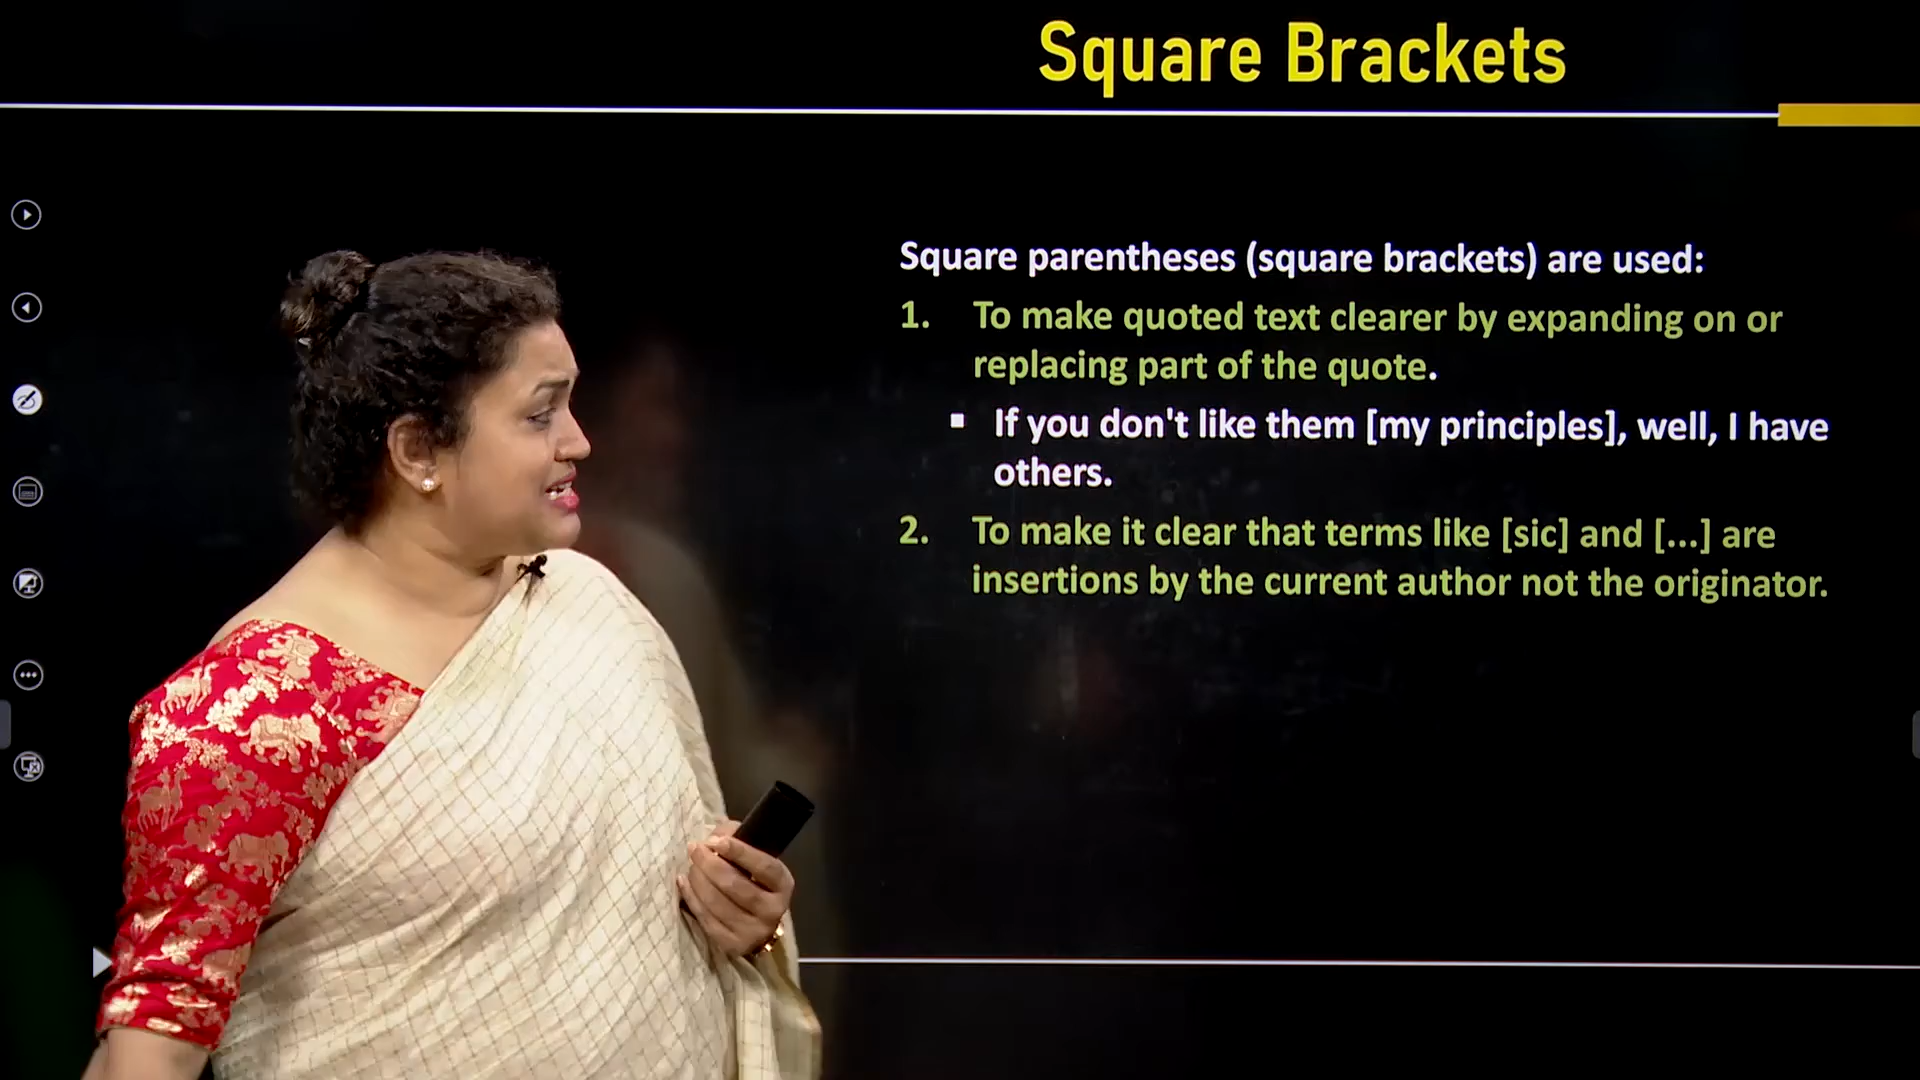 Square Brackets
Square parentheses (square brackets) are used:
1. To make quoted text clearer by expanding on or
replacing part of the quote.
▪ If you don't like them [my principles], well, I have
others.
2. To make it clear that terms like [sic] and [...] are
insertions by the current author not the originator.